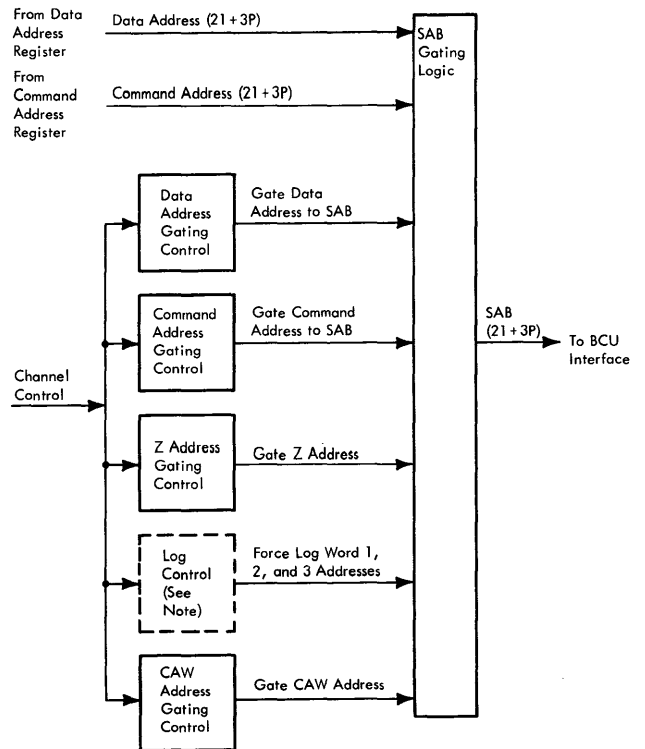 From Data
Address
Register
Data Address (21+3P)
SAB
Gating
Logic
From
Command
Address
Register
Command Address (21+3P)
Data
Address
Gating
Control
Gate Data
Address to SAB
Command
Address
Gating
Control
Gate Command
Address to SAB
SAB
(21+3P)
To BCU
Interface
Channel
Control
Z Address
Gating
Control
Gate Z Address
Log
Control
(See
Note)
Force Log Word 1,
2, and 3 Addresses
CAW
Address
Gating
Control
Gate CAW Address